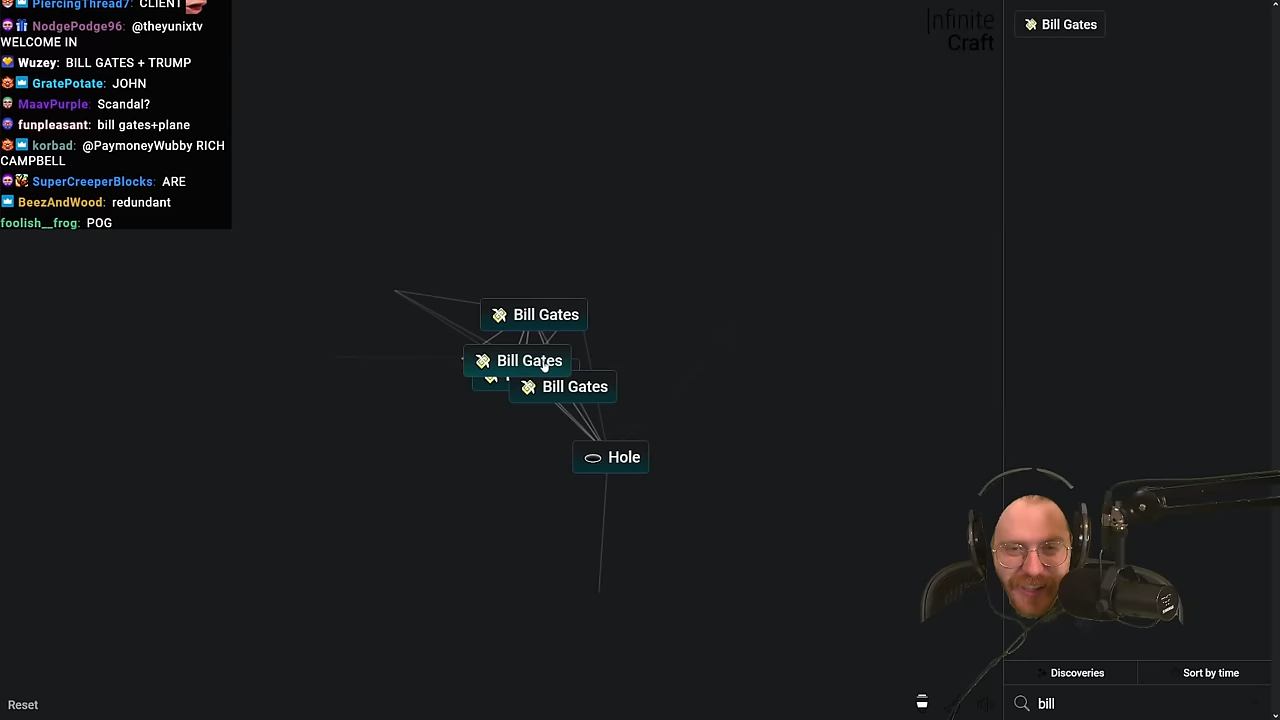 PiercingThread7: CLIENT
NodgePodge96: @theyunixtv
WELCOME IN
Wuzey: BILL GATES + TRUMP
GratePotate: JOHN
MaavPurple: Scandal?
funpleasant: bill gates+plane
korbad: @PaymoneyWubby RICH
CAMPBELL
SuperCreeperBlocks: ARE
BeezAndWood: redundant
foolish__frog: POG
Infinite
Craft
Bill Gates
Bill Gates
Bill Gates
Bill Gates
Hole
Discoveries
Sort by time
Reset
bill